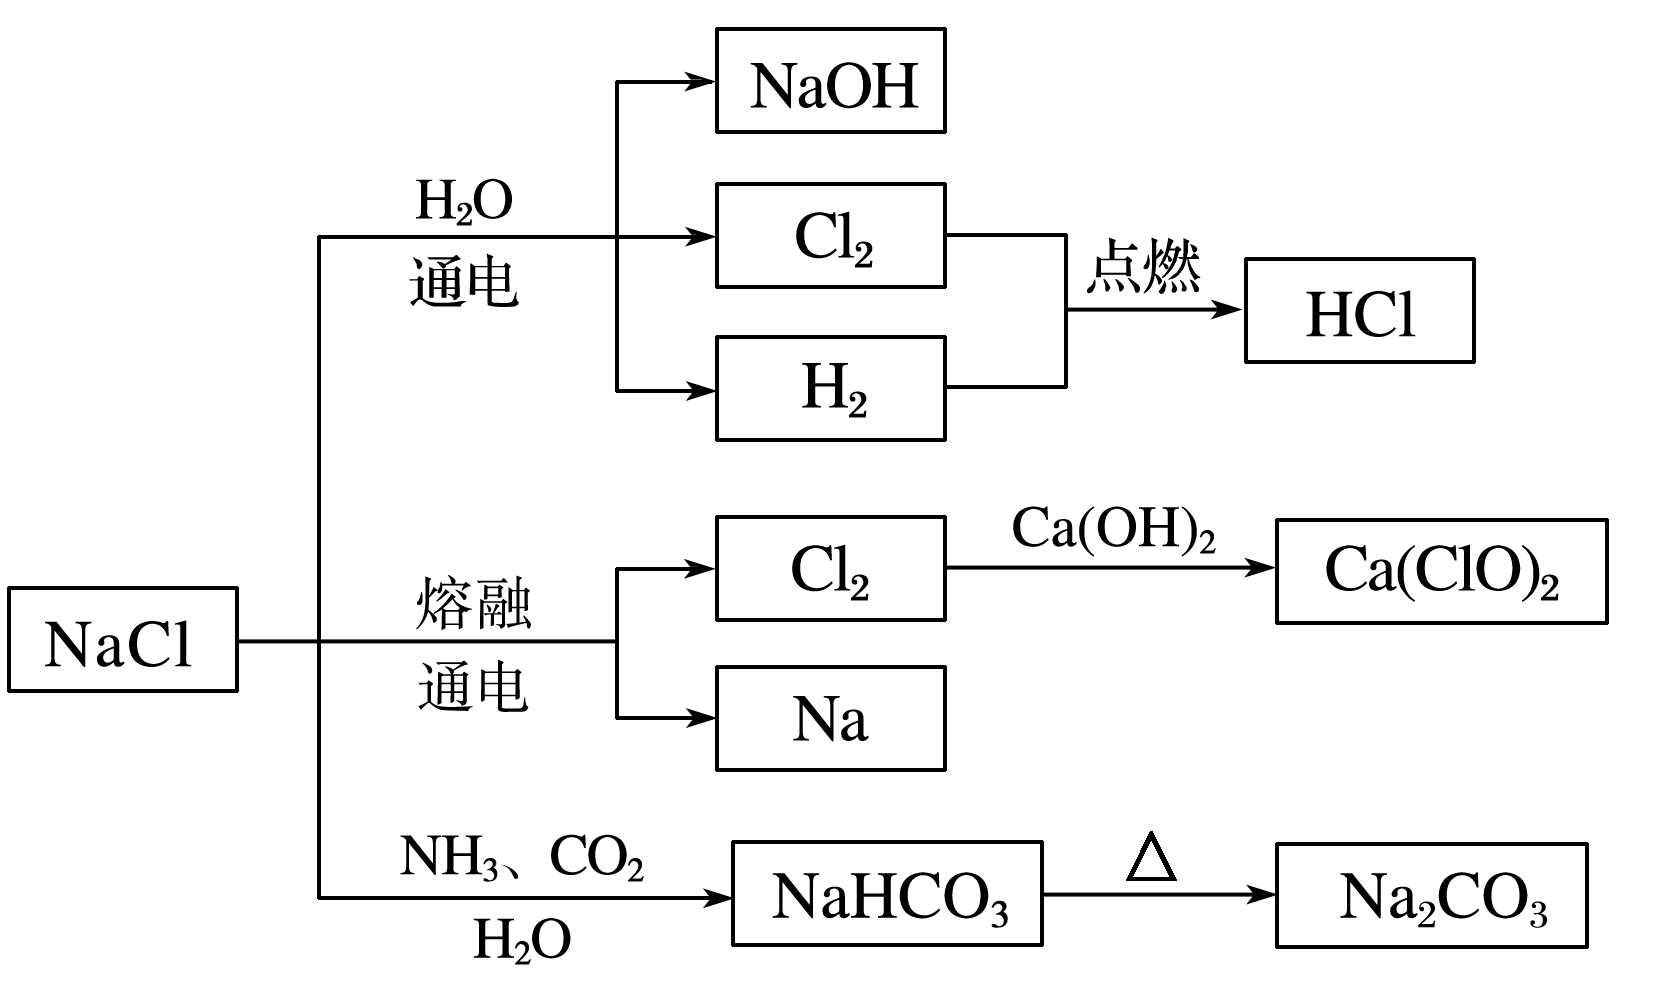 NaOH
H₂O
通电
Cl₂
点燃
HCl
H₂
NaCl
熔融
通电
Cl₂
Ca(OH)₂
Ca(ClO)₂
Na
NH₃、CO₂
H₂O
NaHCO₃
△
Na₂CO₃